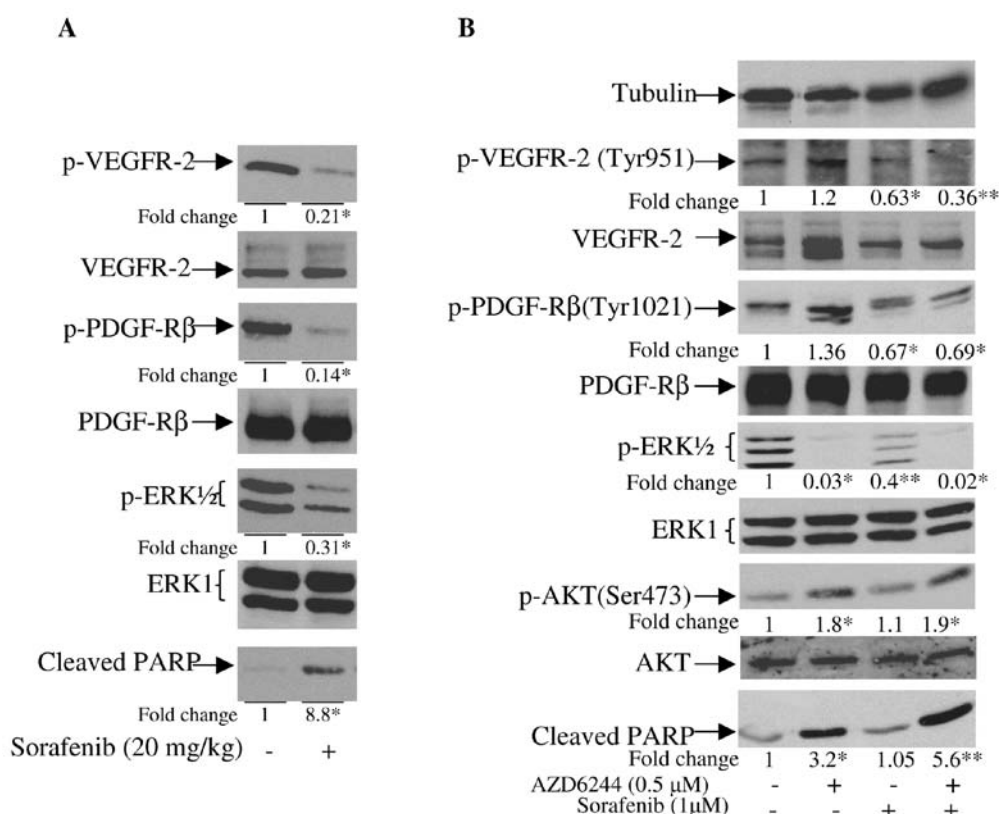 A
p-VEGFR-2
Fold change 1 0.21*
VEGFR-2
p-PDGF-Rβ
Fold change 1 0.14*
PDGF-Rβ
p-ERK½
Fold change 1 0.31*
ERK1
Cleaved PARP
Fold change 1 8.8*
Sorafenib (20 mg/kg) - +
B
Tubulin
p-VEGFR-2 (Tyr951)
Fold change 1 1.2 0.63* 0.36**
VEGFR-2
p-PDGF-Rβ(Tyr1021)
Fold change 1 1.36 0.67* 0.69*
PDGF-Rβ
p-ERK½
Fold change 1 0.03* 0.4** 0.02*
ERK1
p-AKT(Ser473)
Fold change 1 1.8* 1.1 1.9*
AKT
Cleaved PARP
Fold change 1 3.2* 1.05 5.6**
AZD6244 (0.5 µM) - + - +
Sorafenib (1µM) - - + +